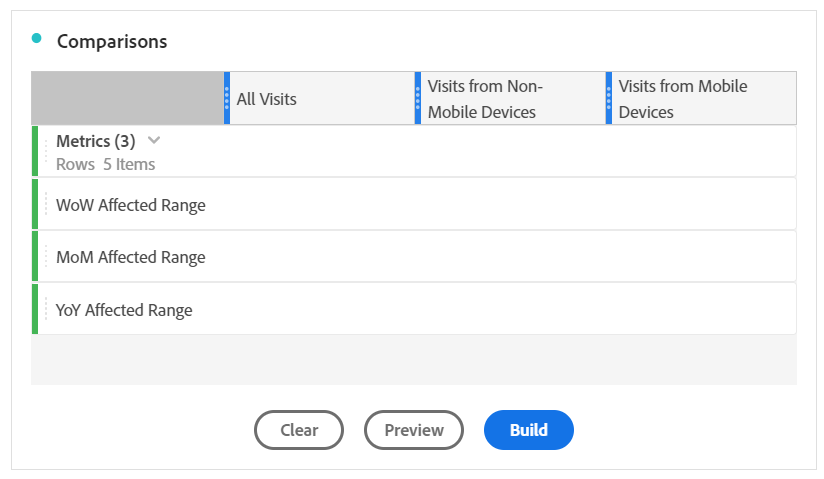 Comparisons
All Visits
Visits from Non-
Mobile Devices
Visits from Mobile
Devices
Metrics (3)
Rows 5 Items
WoW Affected Range
MoM Affected Range
YoY Affected Range
Clear
Preview
Build